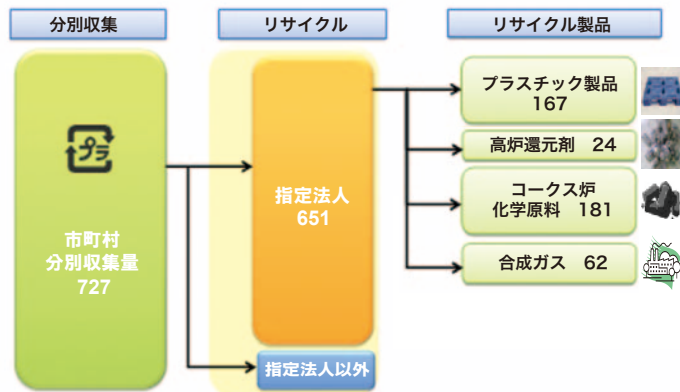 分別収集
リサイクル
リサイクル製品
プラ
市町村
分別収集量
727
指定法人
651
指定法人以外
プラスチック製品
167
高炉還元剤 24
コークス炉
化学原料 181
合成ガス 62